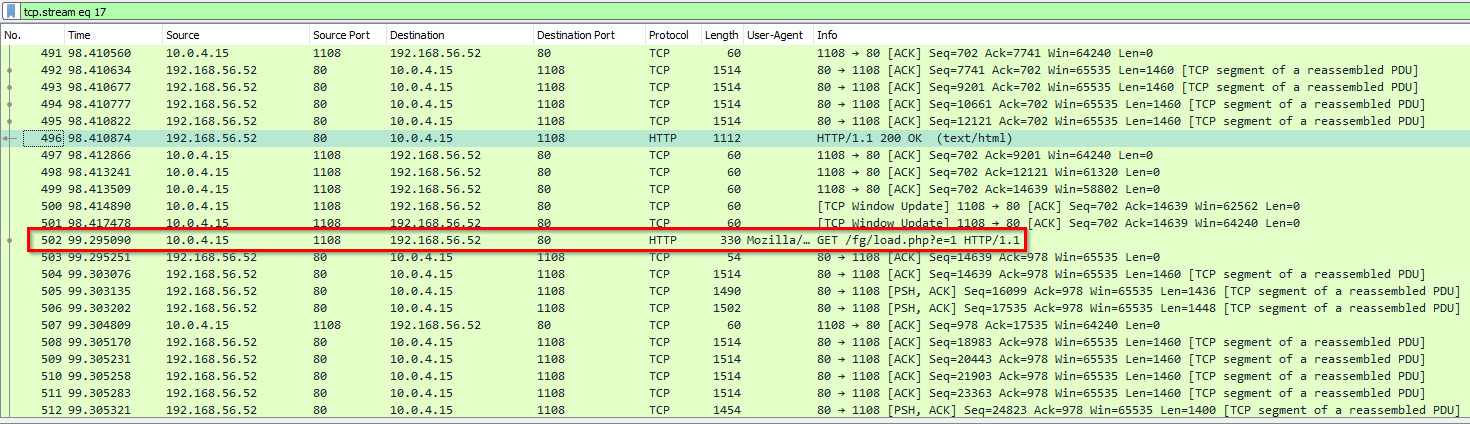 tcp.stream eq 17
No. Time Source Source Port Destination Destination Port Protocol Length User-Agent Info
491 98.410560 10.0.4.15 1108 192.168.56.52 80 TCP 60 1108 → 80 [ACK] Seq=702 Ack=7741 Win=64240 Len=0
492 98.410634 192.168.56.52 80 10.0.4.15 1108 TCP 1514 80 → 1108 [ACK] Seq=7741 Ack=702 Win=65535 Len=1460 [TCP segment of a reassembled PDU]
493 98.410677 192.168.56.52 80 10.0.4.15 1108 TCP 1514 80 → 1108 [ACK] Seq=9201 Ack=702 Win=65535 Len=1460 [TCP segment of a reassembled PDU]
494 98.410777 192.168.56.52 80 10.0.4.15 1108 TCP 1514 80 → 1108 [ACK] Seq=10661 Ack=702 Win=65535 Len=1460 [TCP segment of a reassembled PDU]
495 98.410822 192.168.56.52 80 10.0.4.15 1108 TCP 1514 80 → 1108 [ACK] Seq=12121 Ack=702 Win=65535 Len=1460 [TCP segment of a reassembled PDU]
496 98.410874 192.168.56.52 80 10.0.4.15 1108 HTTP 1112 HTTP/1.1 200 OK (text/html)
497 98.412866 10.0.4.15 1108 192.168.56.52 80 TCP 60 1108 → 80 [ACK] Seq=702 Ack=9201 Win=64240 Len=0
498 98.413241 10.0.4.15 1108 192.168.56.52 80 TCP 60 1108 → 80 [ACK] Seq=702 Ack=12121 Win=61320 Len=0
499 98.413509 10.0.4.15 1108 192.168.56.52 80 TCP 60 1108 → 80 [ACK] Seq=702 Ack=14639 Win=58802 Len=0
500 98.414890 10.0.4.15 1108 192.168.56.52 80 TCP 60 [TCP Window Update] 1108 → 80 [ACK] Seq=702 Ack=14639 Win=62562 Len=0
501 98.417478 10.0.4.15 1108 192.168.56.52 80 TCP 60 [TCP Window Update] 1108 → 80 [ACK] Seq=702 Ack=14639 Win=64240 Len=0
502 99.295090 10.0.4.15 1108 192.168.56.52 80 HTTP 330 Mozilla/… GET /fg/load.php?e=1 HTTP/1.1
503 99.295251 192.168.56.52 80 10.0.4.15 1108 TCP 54 80 → 1108 [ACK] Seq=14639 Ack=978 Win=65535 Len=0
504 99.303076 192.168.56.52 80 10.0.4.15 1108 TCP 1514 80 → 1108 [ACK] Seq=14639 Ack=978 Win=65535 Len=1460 [TCP segment of a reassembled PDU]
505 99.303135 192.168.56.52 80 10.0.4.15 1108 TCP 1490 80 → 1108 [PSH, ACK] Seq=16099 Ack=978 Win=65535 Len=1436 [TCP segment of a reassembled PDU]
506 99.303202 192.168.56.52 80 10.0.4.15 1108 TCP 1502 80 → 1108 [PSH, ACK] Seq=17535 Ack=978 Win=65535 Len=1448 [TCP segment of a reassembled PDU]
507 99.304809 10.0.4.15 1108 192.168.56.52 80 TCP 60 1108 → 80 [ACK] Seq=978 Ack=17535 Win=64240 Len=0
508 99.305170 192.168.56.52 80 10.0.4.15 1108 TCP 1514 80 → 1108 [ACK] Seq=18983 Ack=978 Win=65535 Len=1460 [TCP segment of a reassembled PDU]
509 99.305231 192.168.56.52 80 10.0.4.15 1108 TCP 1514 80 → 1108 [ACK] Seq=20443 Ack=978 Win=65535 Len=1460 [TCP segment of a reassembled PDU]
510 99.305258 192.168.56.52 80 10.0.4.15 1108 TCP 1514 80 → 1108 [ACK] Seq=21903 Ack=978 Win=65535 Len=1460 [TCP segment of a reassembled PDU]
511 99.305283 192.168.56.52 80 10.0.4.15 1108 TCP 1514 80 → 1108 [ACK] Seq=23363 Ack=978 Win=65535 Len=1460 [TCP segment of a reassembled PDU]
512 99.305321 192.168.56.52 80 10.0.4.15 1108 TCP 1454 80 → 1108 [PSH, ACK] Seq=24823 Ack=978 Win=65535 Len=1400 [TCP segment of a reassembled PDU]